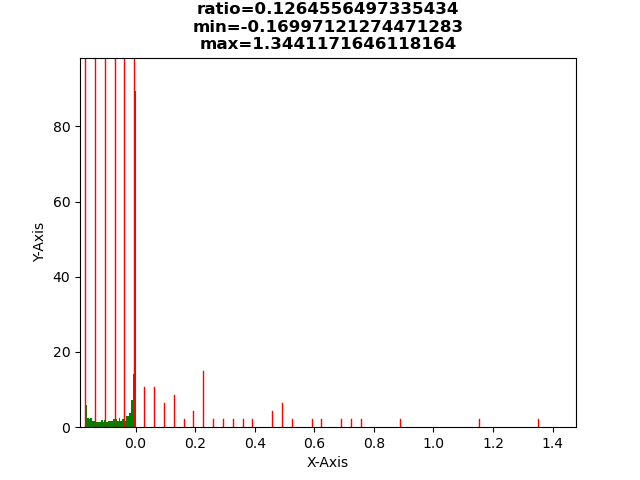 ratio=0.1264556497335434
min=-0.16997121274471283
max=1.3441171646118164
80
60
40
20
0
Y-Axis
0.0 0.2 0.4 0.6 0.8 1.0 1.2 1.4
X-Axis